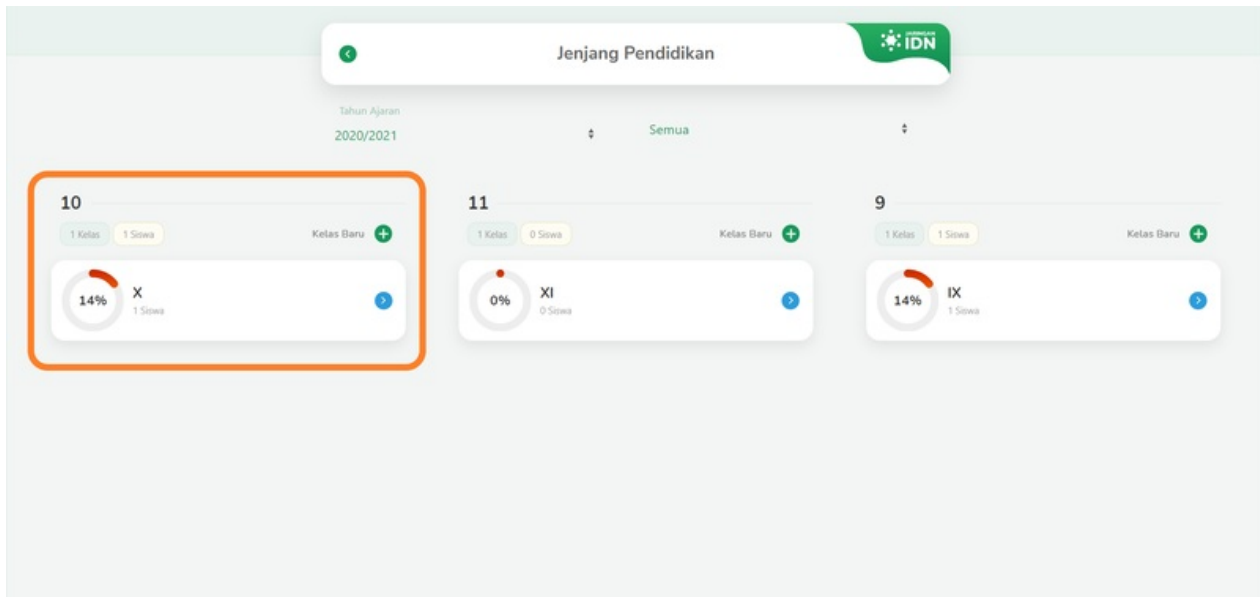 Jenjang Pendidikan
JARINGAN
IDN
Tahun Ajaran
2020/2021
Semua
10
1 Kelas 1 Siswa Kelas Baru
14%
X
1 Siswa
11
1 Kelas 0 Siswa Kelas Baru
0%
XI
0 Siswa
9
1 Kelas 1 Siswa Kelas Baru
14%
IX
1 Siswa